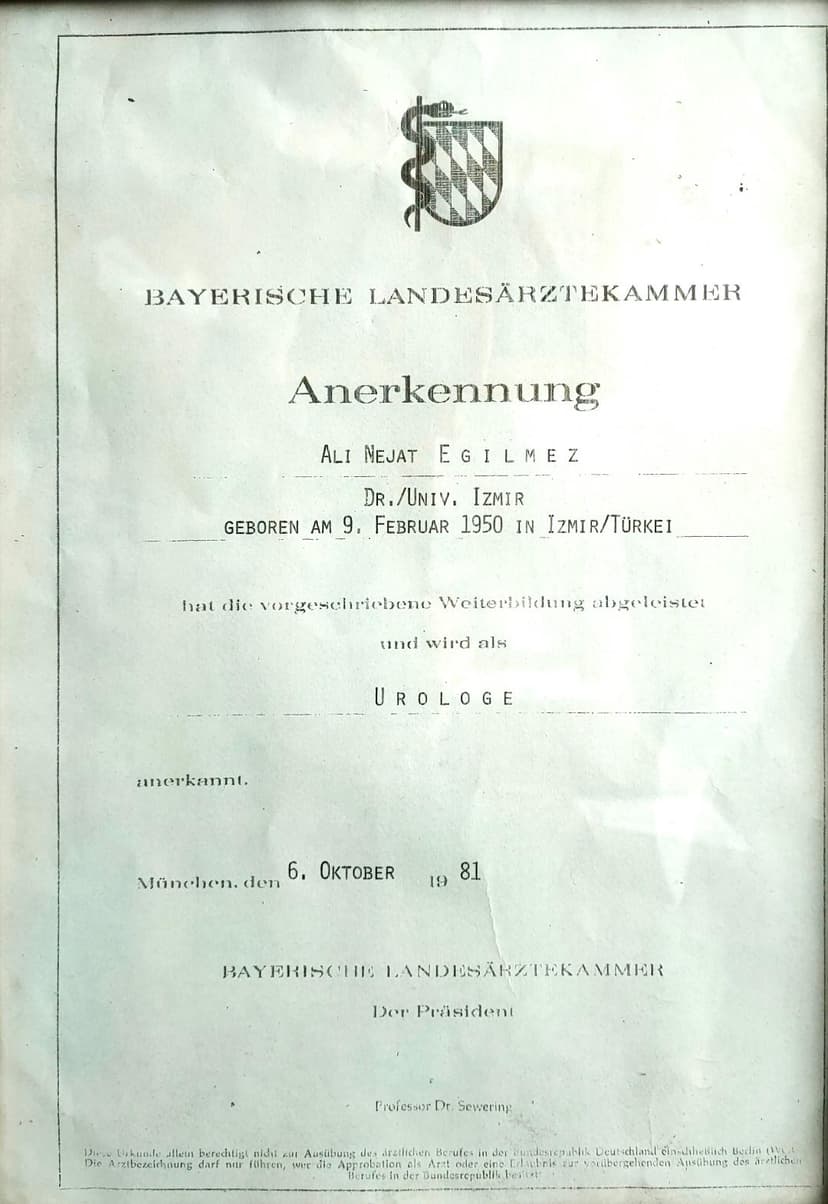 BAYERISCHE LANDESÄRZTEKAMMER
Anerkennung
ALI NEJAT EGILMEZ
DR./UNIV. IZMIR
GEBOREN AM 9. FEBRUAR 1950 IN IZMIR/TÜRKEI
hat die vorgeschriebene Weiterbildung abgeleistet
und wird als
UROLOGE
anerkannt.
München, den 6. OKTOBER 19 81
BAYERISCHE LANDESÄRZTEKAMMER
Der Präsident
Professor Dr. Sewering
Diese Urkunde allein berechtigt nicht zur Ausübung des ärztlichen Berufes in der Bundesrepublik Deutschland einschließlich Berlin
Die Arztbezeichnung darf nur führen, wer die Approbation als Arzt oder eine Erlaubnis zur vorübergehenden Ausübung des ärztlichen
Berufes in der Bundesrepublik besitzt